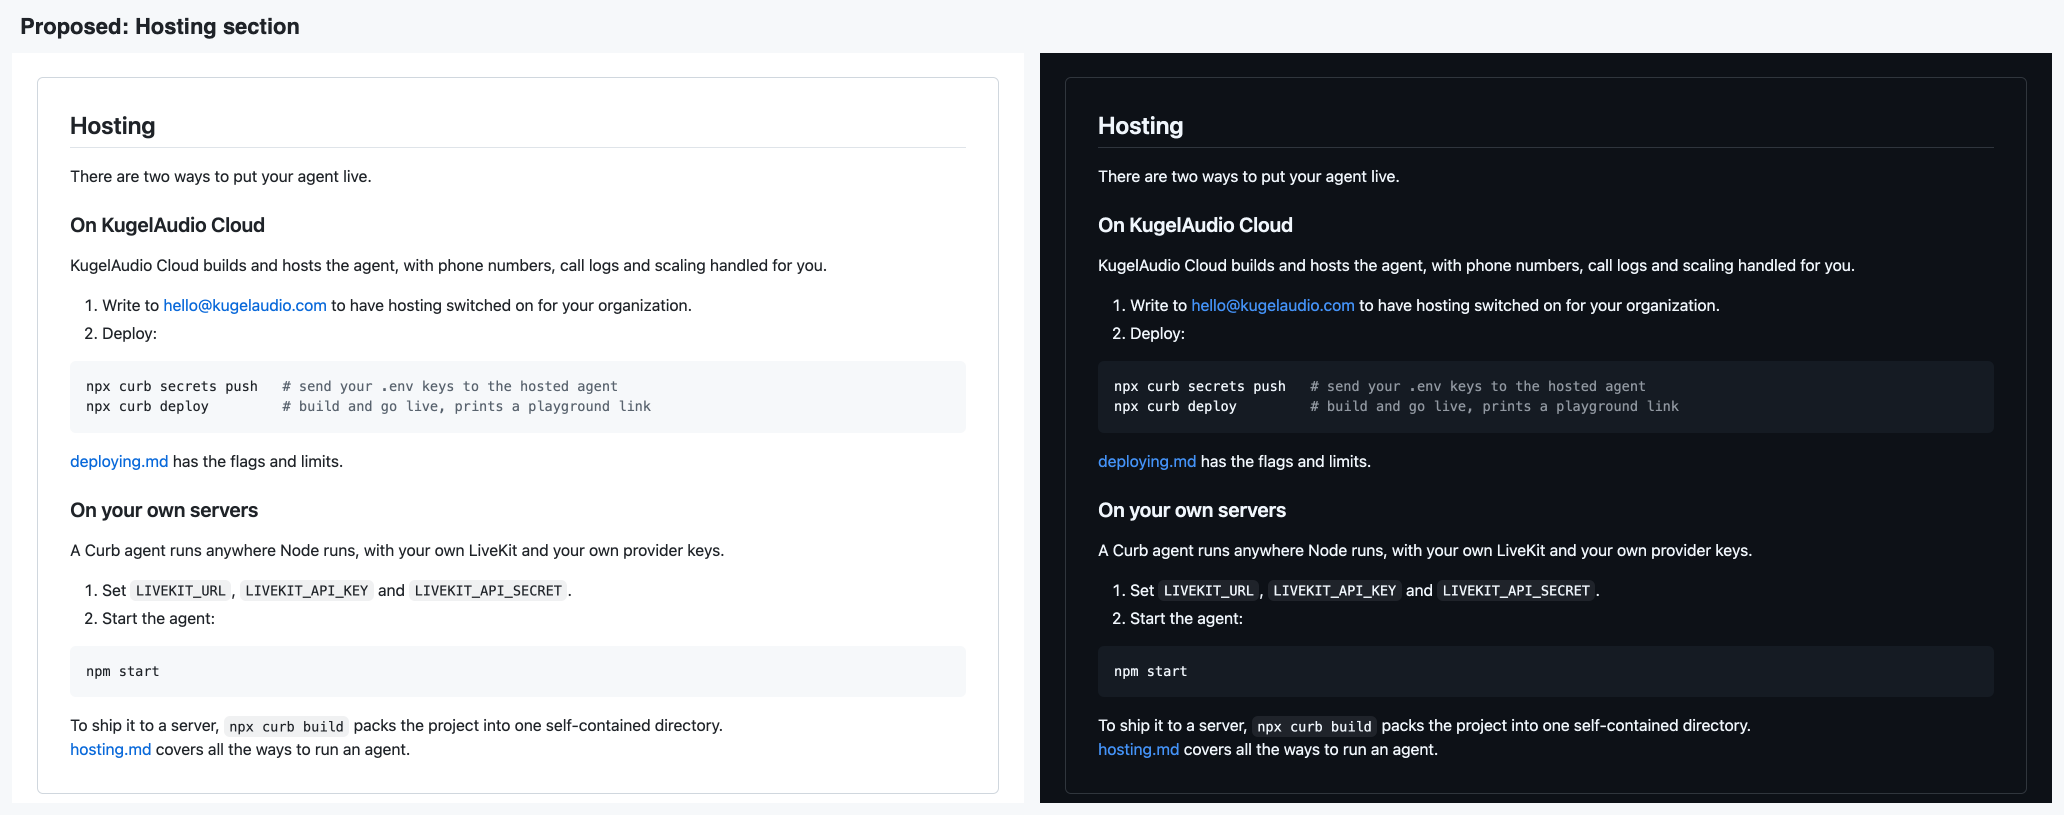 Proposed: Hosting section
Hosting
There are two ways to put your agent live.
On KugelAudio Cloud
KugelAudio Cloud builds and hosts the agent, with phone numbers, call logs and scaling handled for you.
1. Write to hello@kugelaudio.com to have hosting switched on for your organization.
2. Deploy:
npx curb secrets push   # send your .env keys to the hosted agent
npx curb deploy         # build and go live, prints a playground link
deploying.md has the flags and limits.
On your own servers
A Curb agent runs anywhere Node runs, with your own LiveKit and your own provider keys.
1. Set LIVEKIT_URL, LIVEKIT_API_KEY and LIVEKIT_API_SECRET.
2. Start the agent:
npm start
To ship it to a server, npx curb build packs the project into one self-contained directory.
hosting.md covers all the ways to run an agent.
Hosting
There are two ways to put your agent live.
On KugelAudio Cloud
KugelAudio Cloud builds and hosts the agent, with phone numbers, call logs and scaling handled for you.
1. Write to hello@kugelaudio.com to have hosting switched on for your organization.
2. Deploy:
npx curb secrets push   # send your .env keys to the hosted agent
npx curb deploy         # build and go live, prints a playground link
deploying.md has the flags and limits.
On your own servers
A Curb agent runs anywhere Node runs, with your own LiveKit and your own provider keys.
1. Set LIVEKIT_URL, LIVEKIT_API_KEY and LIVEKIT_API_SECRET.
2. Start the agent:
npm start
To ship it to a server, npx curb build packs the project into one self-contained directory.
hosting.md covers all the ways to run an agent.